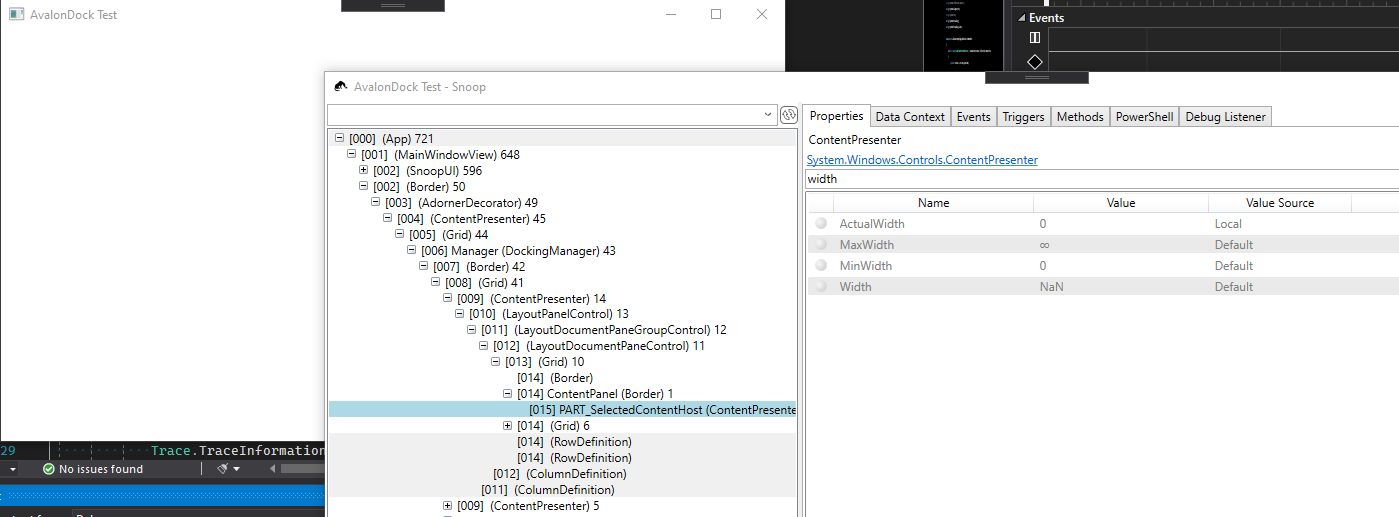 AvalonDock Test
Events
AvalonDock Test - Snoop
Properties Data Context Events Triggers Methods PowerShell Debug Listener
[000] (App) 721
ContentPresenter
[001] (MainWindowView) 648
System.Windows.Controls.ContentPresenter
[002] (SnoopUI) 596
width
[002] (Border) 50
[003] (AdornerDecorator) 49
Name Value Value Source
[004] (ContentPresenter) 45
ActualWidth 0 Local
[005] (Grid) 44
MaxWidth ∞ Default
[006] Manager (DockingManager) 43
MinWidth 0 Default
[007] (Border) 42
Width NaN Default
[008] (Grid) 41
[009] (ContentPresenter) 14
[010] (LayoutPanelControl) 13
[011] (LayoutDocumentPaneGroupControl) 12
[012] (LayoutDocumentPaneControl) 11
[013] (Grid) 10
[014] (Border)
[014] ContentPanel (Border) 1
[015] PART_SelectedContentHost (ContentPresente
[014] (Grid) 6
[014] (RowDefinition)
[014] (RowDefinition)
[012] (ColumnDefinition)
[011] (ColumnDefinition)
[009] (ContentPresenter) 5
29 Trace.TraceInformation
No issues found